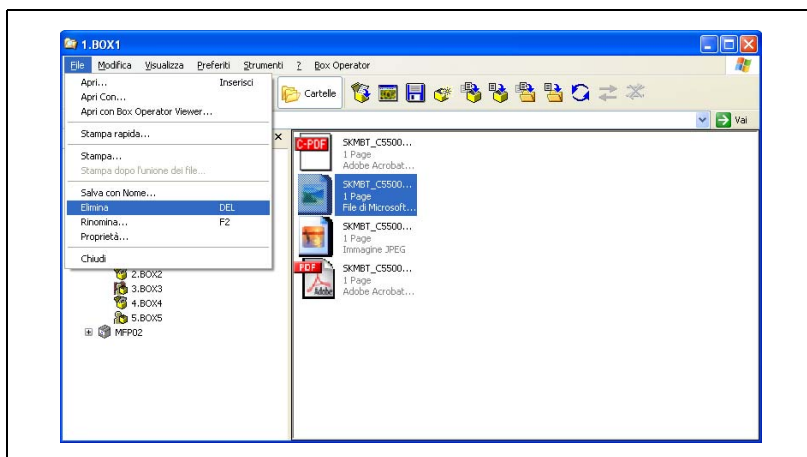 1.BOX1
File Modifica Visualizza Preferiti Strumenti ? Box Operator
Cartelle
Vai
Apri... Inserisci
Apri Con...
Apri con Box Operator Viewer...
Stampa rapida...
Stampa...
Stampa dopo l'unione dei file...
Salva con Nome...
Elimina DEL
Rinomina... F2
Proprietà...
Chiudi
2.BOX2
3.BOX3
4.BOX4
5.BOX5
MFP02
C-PDF
SKMBT_C5500...
1 Page
Adobe Acrobat...
SKMBT_C5500...
1 Page
File di Microsoft...
SKMBT_C5500...
1 Page
Immagine JPEG
PDF
Adobe
SKMBT_C5500...
1 Page
Adobe Acrobat...